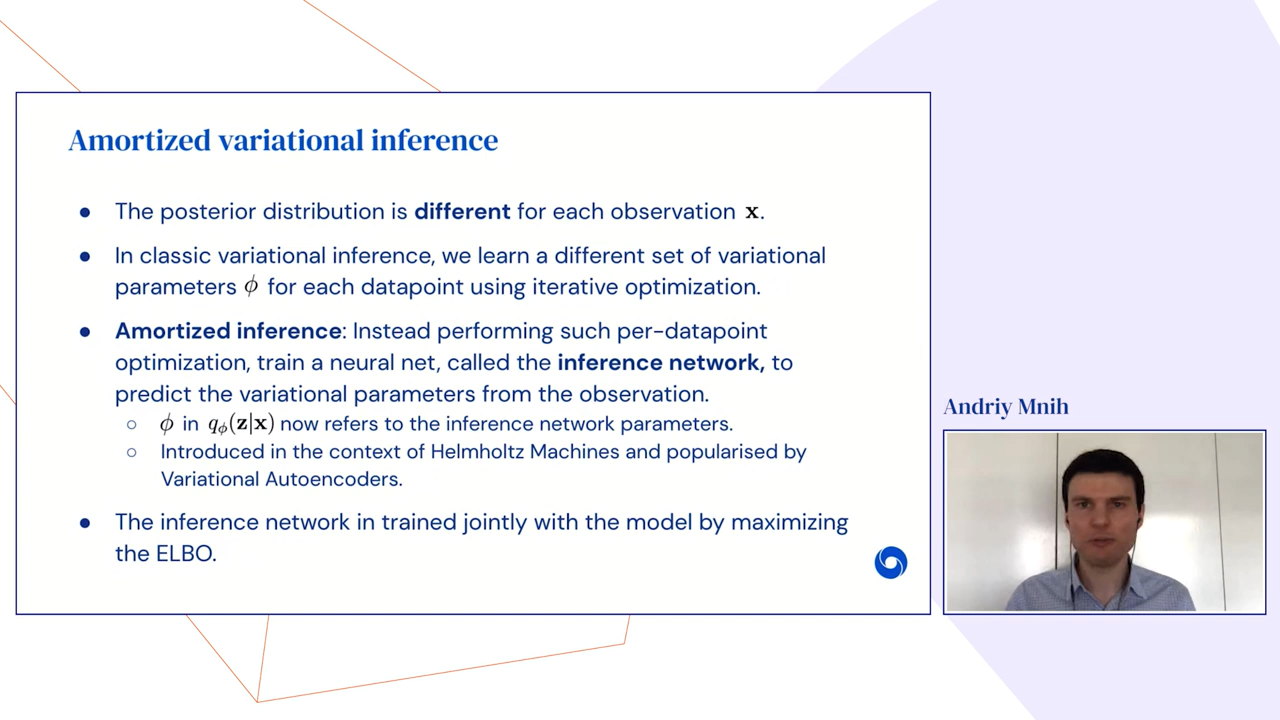 Amortized variational inference
● The posterior distribution is different for each observation x.
● In classic variational inference, we learn a different set of variational
parameters ϕ for each datapoint using iterative optimization.
● Amortized inference: Instead performing such per-datapoint
optimization, train a neural net, called the inference network, to
predict the variational parameters from the observation.
○ ϕ in qϕ(z|x) now refers to the inference network parameters.
○ Introduced in the context of Helmholtz Machines and popularised by
Variational Autoencoders.
● The inference network in trained jointly with the model by maximizing
the ELBO.
Andriy Mnih